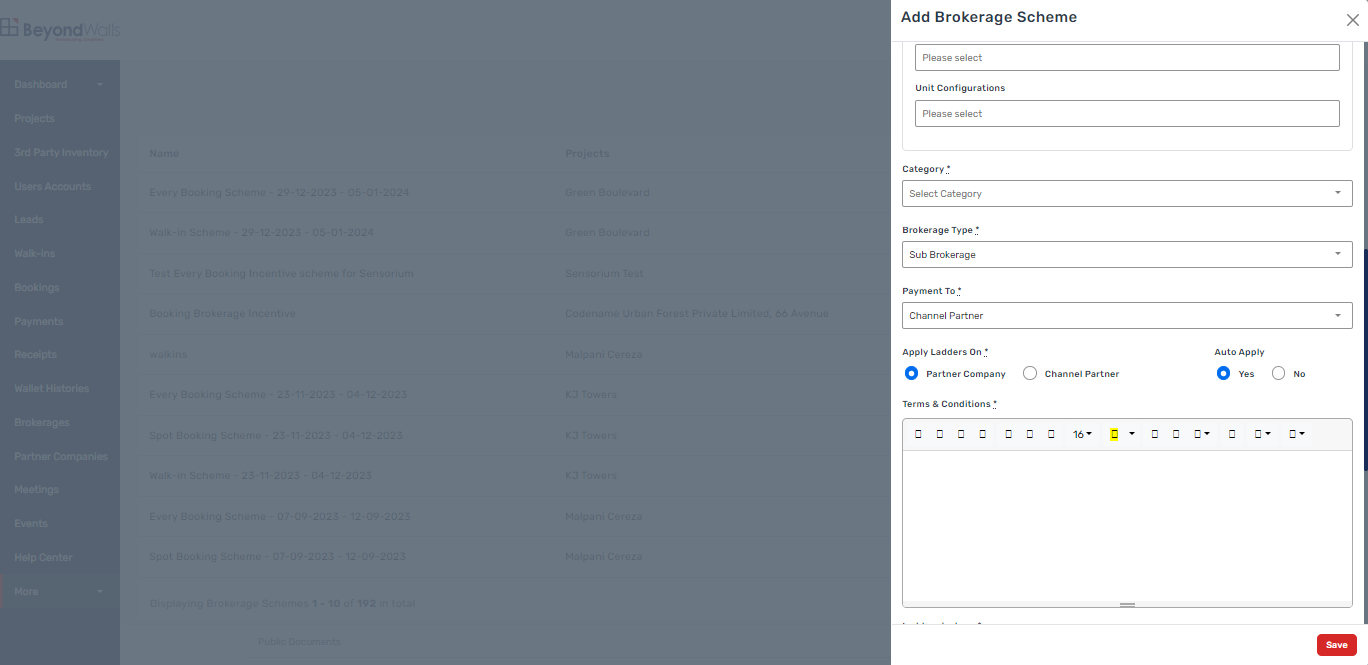 BeyondWalls
Dashboard
Projects
3rd Party Inventory
Users Accounts
Leads
Walk-ins
Bookings
Payments
Receipts
Wallet Histories
Brokerages
Partner Companies
Meetings
Events
Help Center
More
Name Projects
Every Booking Scheme - 29-12-2023 - 05-01-2024 Green Boulevard
Walk-in Scheme - 29-12-2023 - 05-01-2024 Green Boulevard
Test Every Booking Incentive scheme for Sensorium Sensorium Test
Booking Brokerage Incentive Codename Urban Forest Private Limited, 66 Avenue
walkins Malpani Cereza
Every Booking Scheme - 23-11-2023 - 04-12-2023 KJ Towers
Spot Booking Scheme - 23-11-2023 - 04-12-2023 KJ Towers
Walk-in Scheme - 23-11-2023 - 04-12-2023 KJ Towers
Every Booking Scheme - 07-09-2023 - 12-09-2023 Malpani Cereza
Spot Booking Scheme - 07-09-2023 - 12-09-2023 Malpani Cereza
Displaying Brokerage Schemes 1 - 10 of 192 in total
Public Documents
Add Brokerage Scheme
Please select
Unit Configurations
Please select
Category *
Select Category
Brokerage Type *
Sub Brokerage
Payment To *
Channel Partner
Apply Ladders On * Auto Apply
Partner Company Channel Partner Yes No
Terms & Conditions *
16
Save